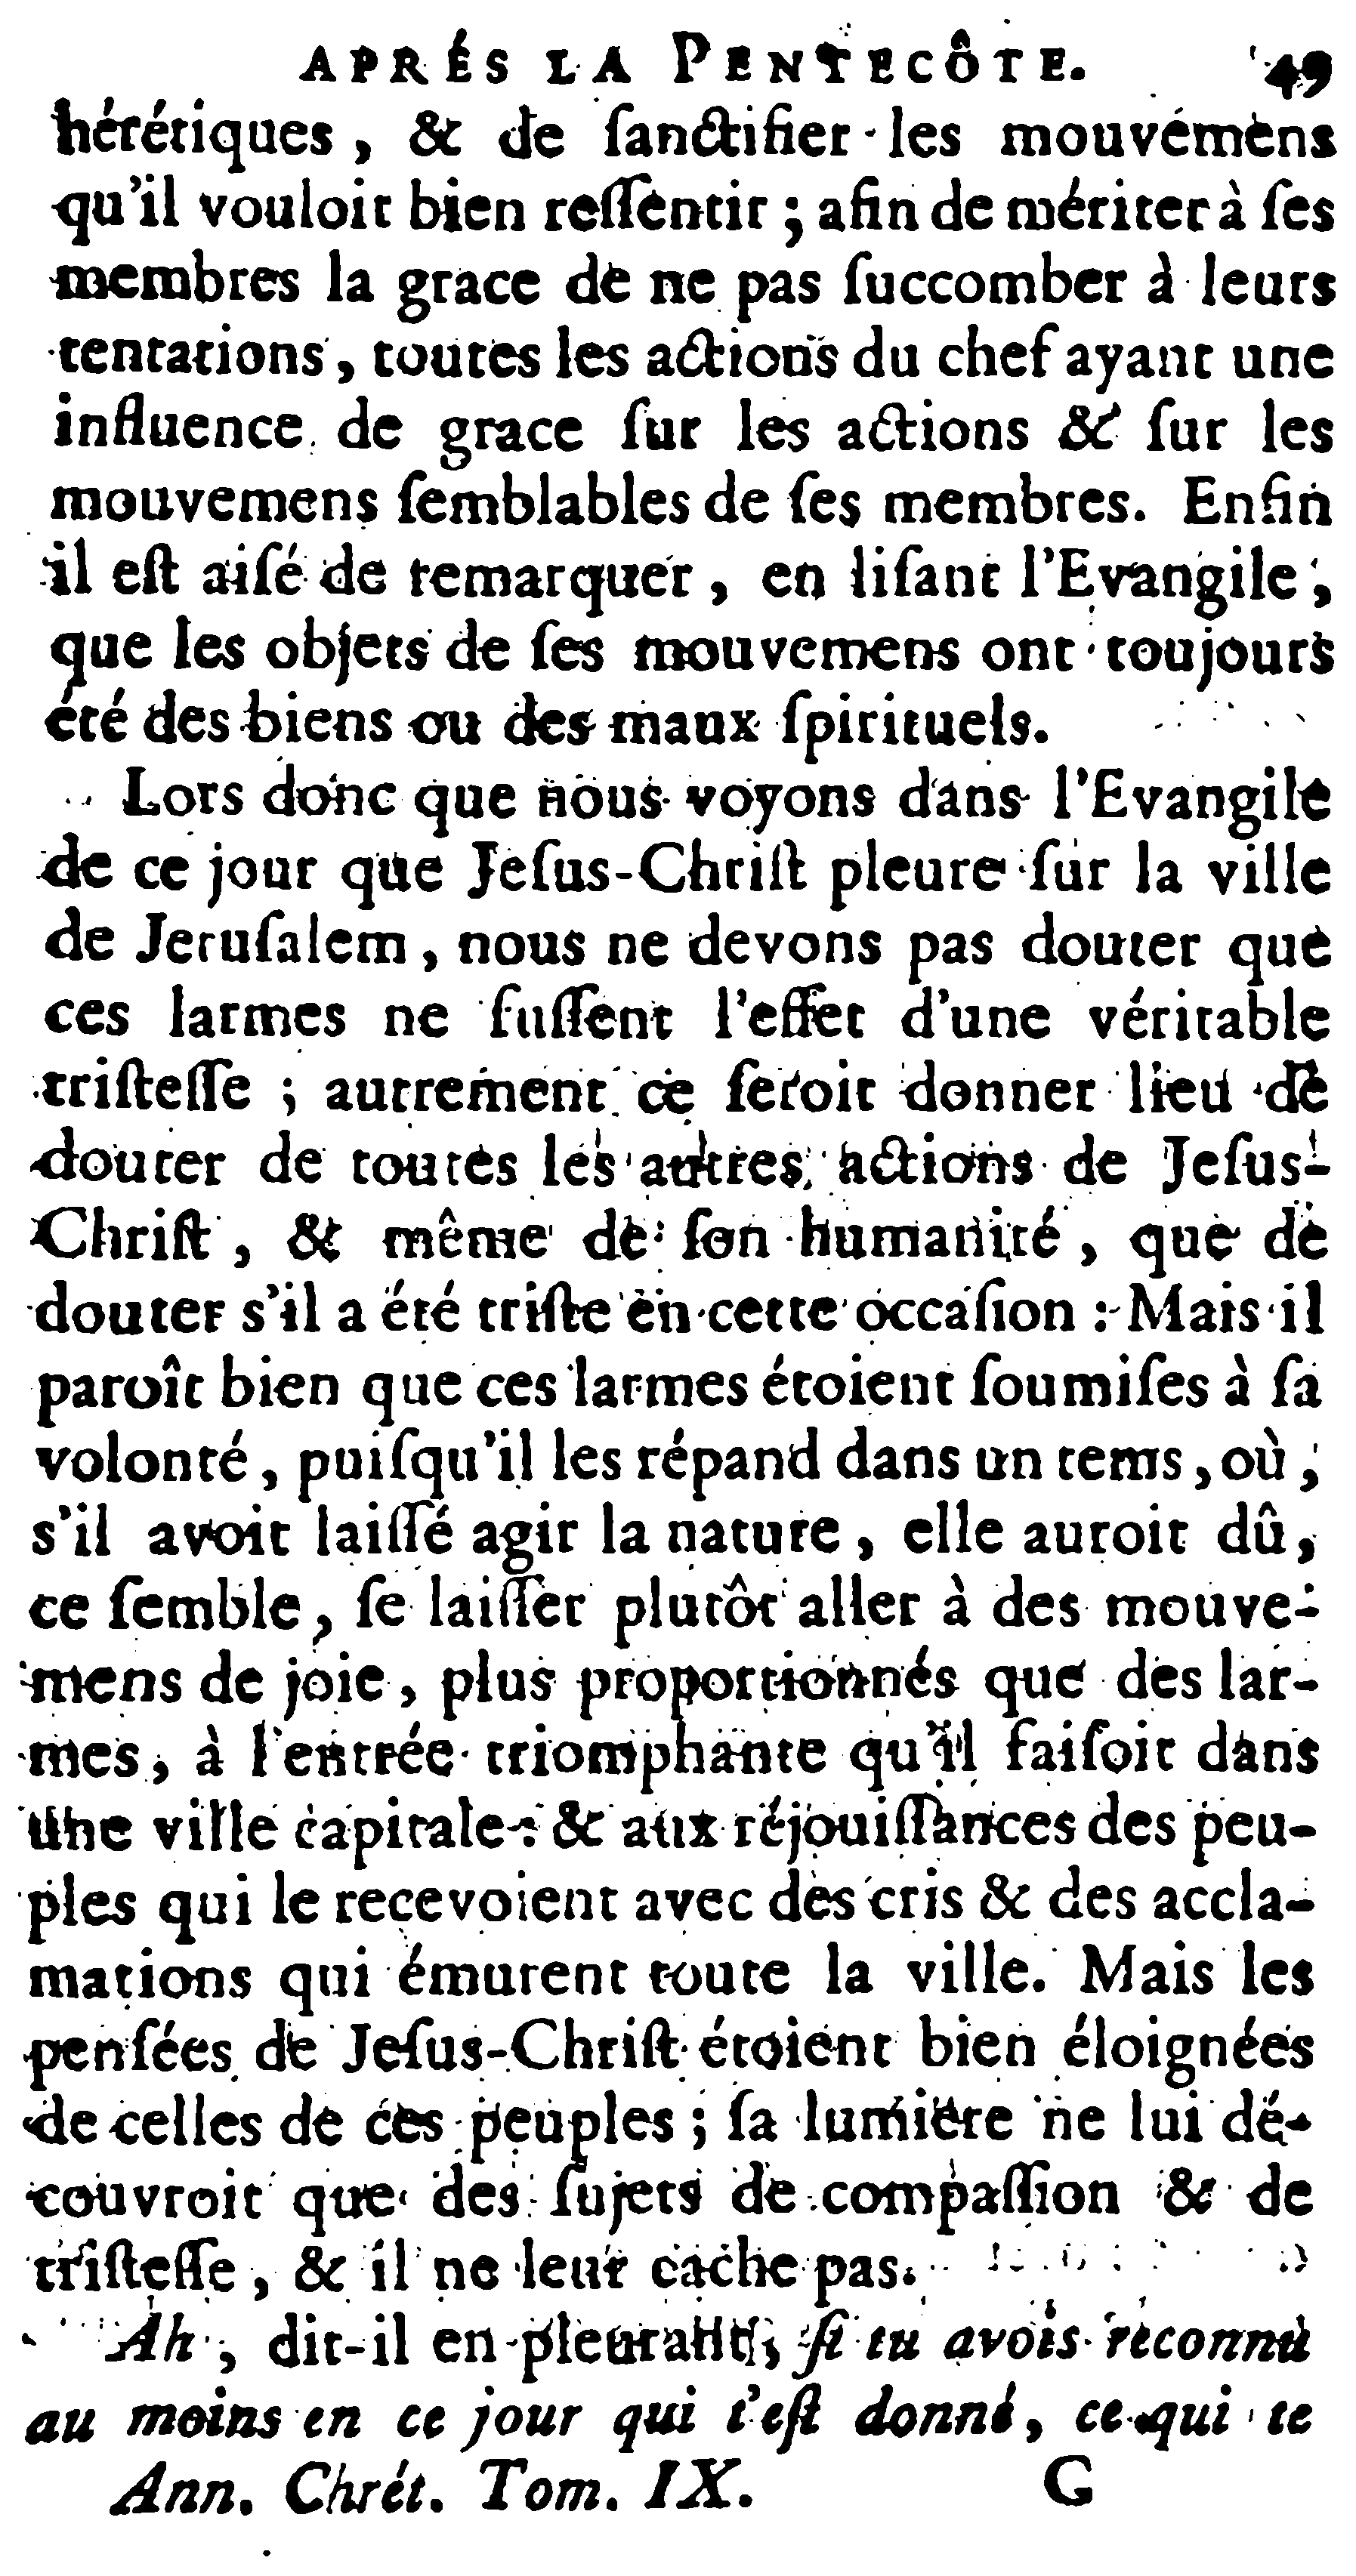 APRÉS LA PENTECÔTE. 49
hérétiques, & de ſanctifier les mouvémens
qu'il vouloit bien reſſentir ; afin de mériter à ſes
membres la grace de ne pas ſuccomber à leurs
tentations, toutes les actions du chef ayant une
influence de grace ſur les actions & ſur les
mouvemens ſemblables de ſes membres. Enfin
il eſt aiſé de remarquer, en liſant l'Evangile,
que les objets de ſes mouvemens ont toujours
été des biens ou des maux ſpirituels.
Lors donc que nous voyons dans l'Evangile
de ce jour que Jeſus-Chriſt pleure ſur la ville
de Jeruſalem, nous ne devons pas douter que
ces larmes ne fuſſent l'effet d'une véritable
triſteſſe ; autrement ce ſeroit donner lieu de
douter de toutes les autres actions de Jeſus-
Chriſt, & même de ſon humanité, que de
douter s'il a été triſte en cette occaſion : Mais il
paroît bien que ces larmes étoient ſoumiſes à ſa
volonté, puiſqu'il les répand dans un tems, où,
s'il avoit laiſſé agir la nature, elle auroit dû,
ce ſemble, ſe laiſſer plutôt aller à des mouve-
mens de joie, plus proportionnés que des lar-
mes, à l'entrée triomphante qu'il faiſoit dans
une ville capitale : & aux réjouiſſances des peu-
ples qui le recevoient avec des cris & des accla-
mations qui émurent toute la ville. Mais les
penſées de Jeſus-Chriſt étoient bien éloignées
de celles de ces peuples ; ſa lumiere ne lui dé-
couvroit que des ſujets de compaſſion & de
triſteſſe, & il ne leur cache pas.
Ah, dit-il en pleurant, ſi tu avois reconnu
au moins en ce jour qui t'eſt donné, ce qui te
Ann. Chrét. Tom. IX. G